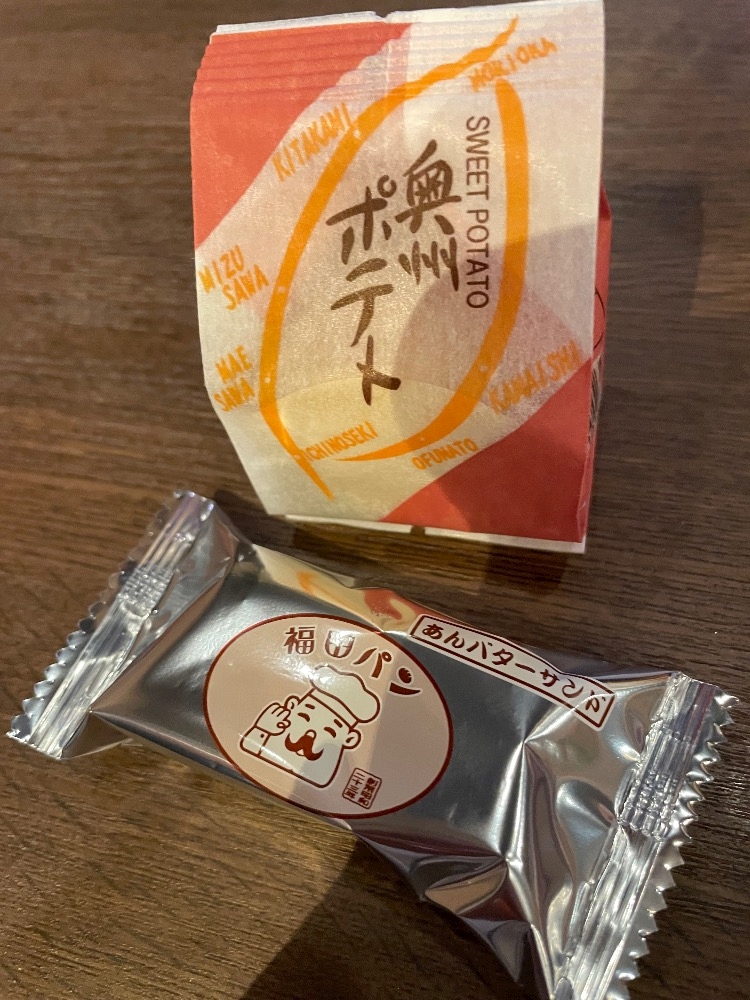 MORIOKA
KITAKAMI
SWEET POTATO
奥州
ポテト
MIZU
SAWA
MAE
SAWA
KAMAISHI
ICHINOSEKI
OFUNATO
あんバターサンド
福田パン